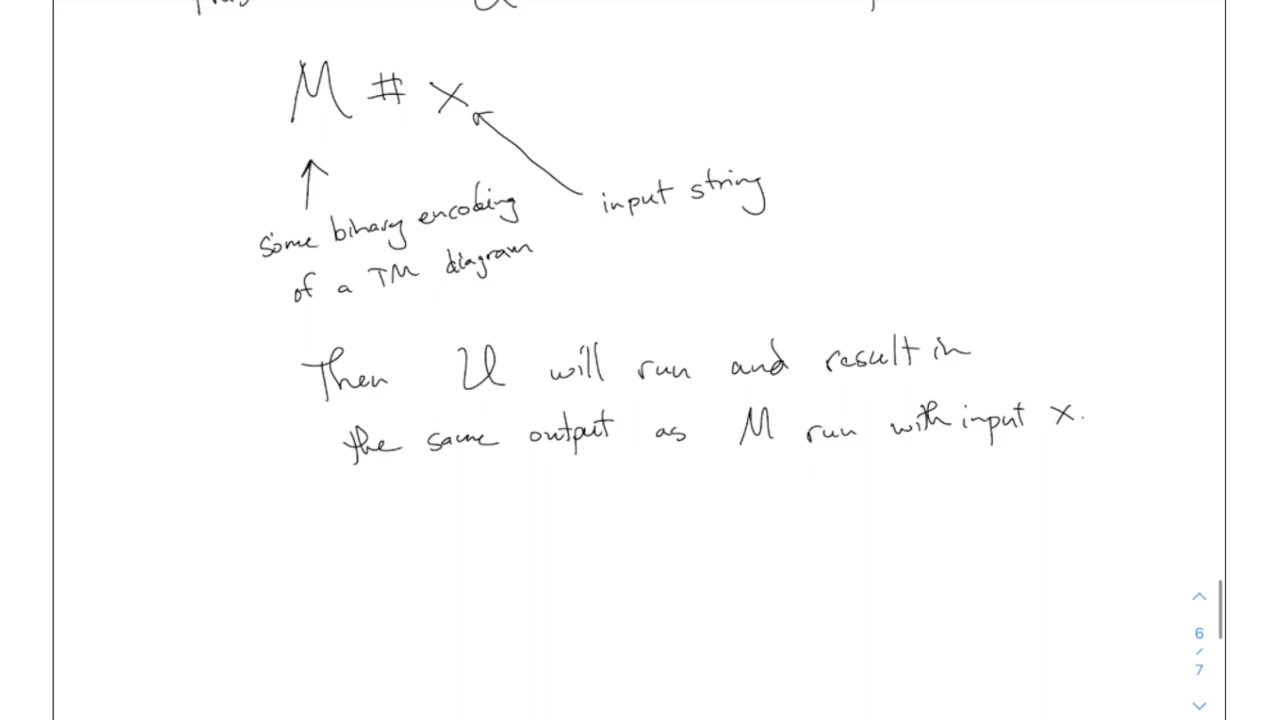 M # x
input string
some binary encoding
of a TM diagram
Then U will run and result in
the same output as M run with input x.
6
/
7